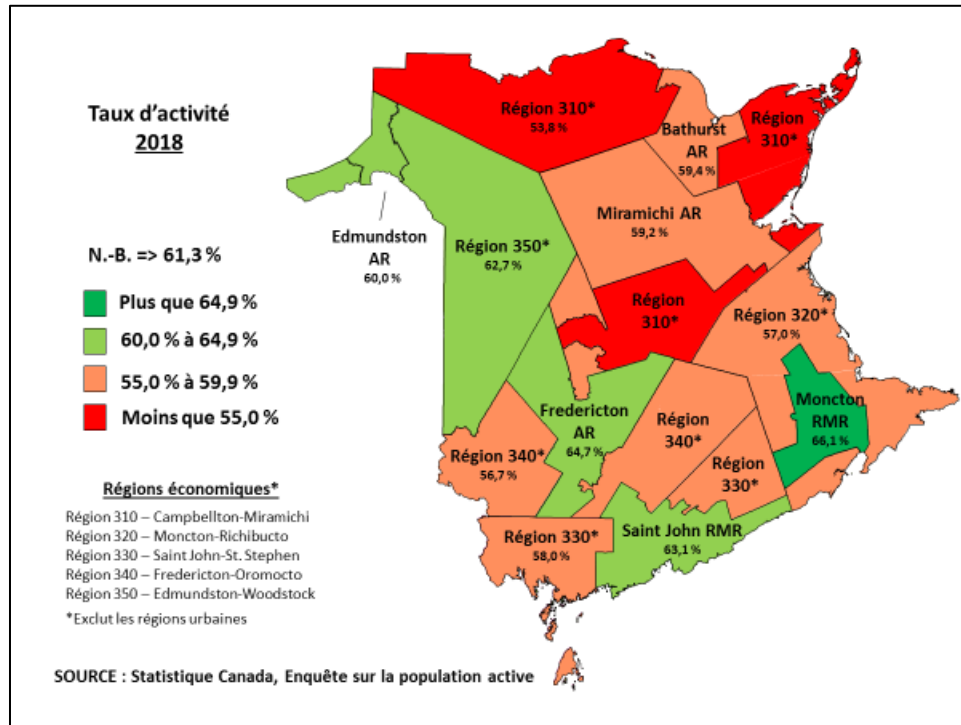 Taux d'activité
2018
N.-B. => 61,3 %
Plus que 64,9 %
60,0 % à 64,9 %
55,0 % à 59,9 %
Moins que 55,0 %
Régions économiques*
Région 310 – Campbellton-Miramichi
Région 320 – Moncton-Richibucto
Région 330 – Saint John-St. Stephen
Région 340 – Fredericton-Oromocto
Région 350 – Edmundston-Woodstock
*Exclut les régions urbaines
SOURCE : Statistique Canada, Enquête sur la population active
Région 310*
53,8 %
Bathurst
AR
59,4 %
Région
310*
Edmundston
AR
60,0 %
Région 350*
62,7 %
Miramichi AR
59,2 %
Région
310*
Région 320*
57,0 %
Moncton
RMR
66,1 %
Fredericton
AR
64,7 %
Région
340*
Région 340*
56,7 %
Région
330*
Région 330*
58,0 %
Saint John RMR
63,1 %